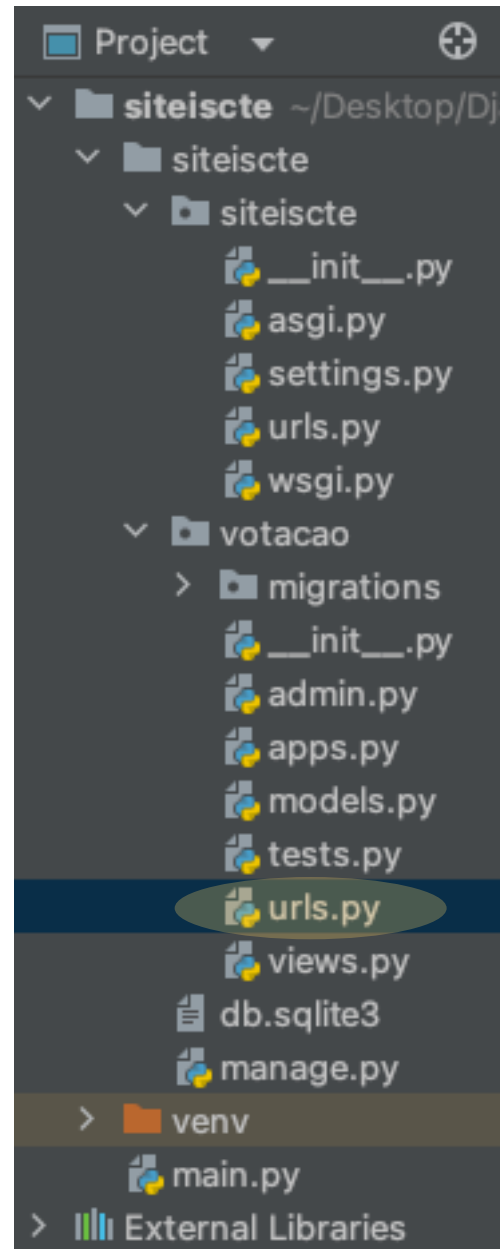 Project
siteiscte ~/Desktop/Dj
siteiscte
siteiscte
__init__.py
asgi.py
settings.py
urls.py
wsgi.py
votacao
migrations
__init__.py
admin.py
apps.py
models.py
tests.py
urls.py
views.py
db.sqlite3
manage.py
venv
main.py
External Libraries